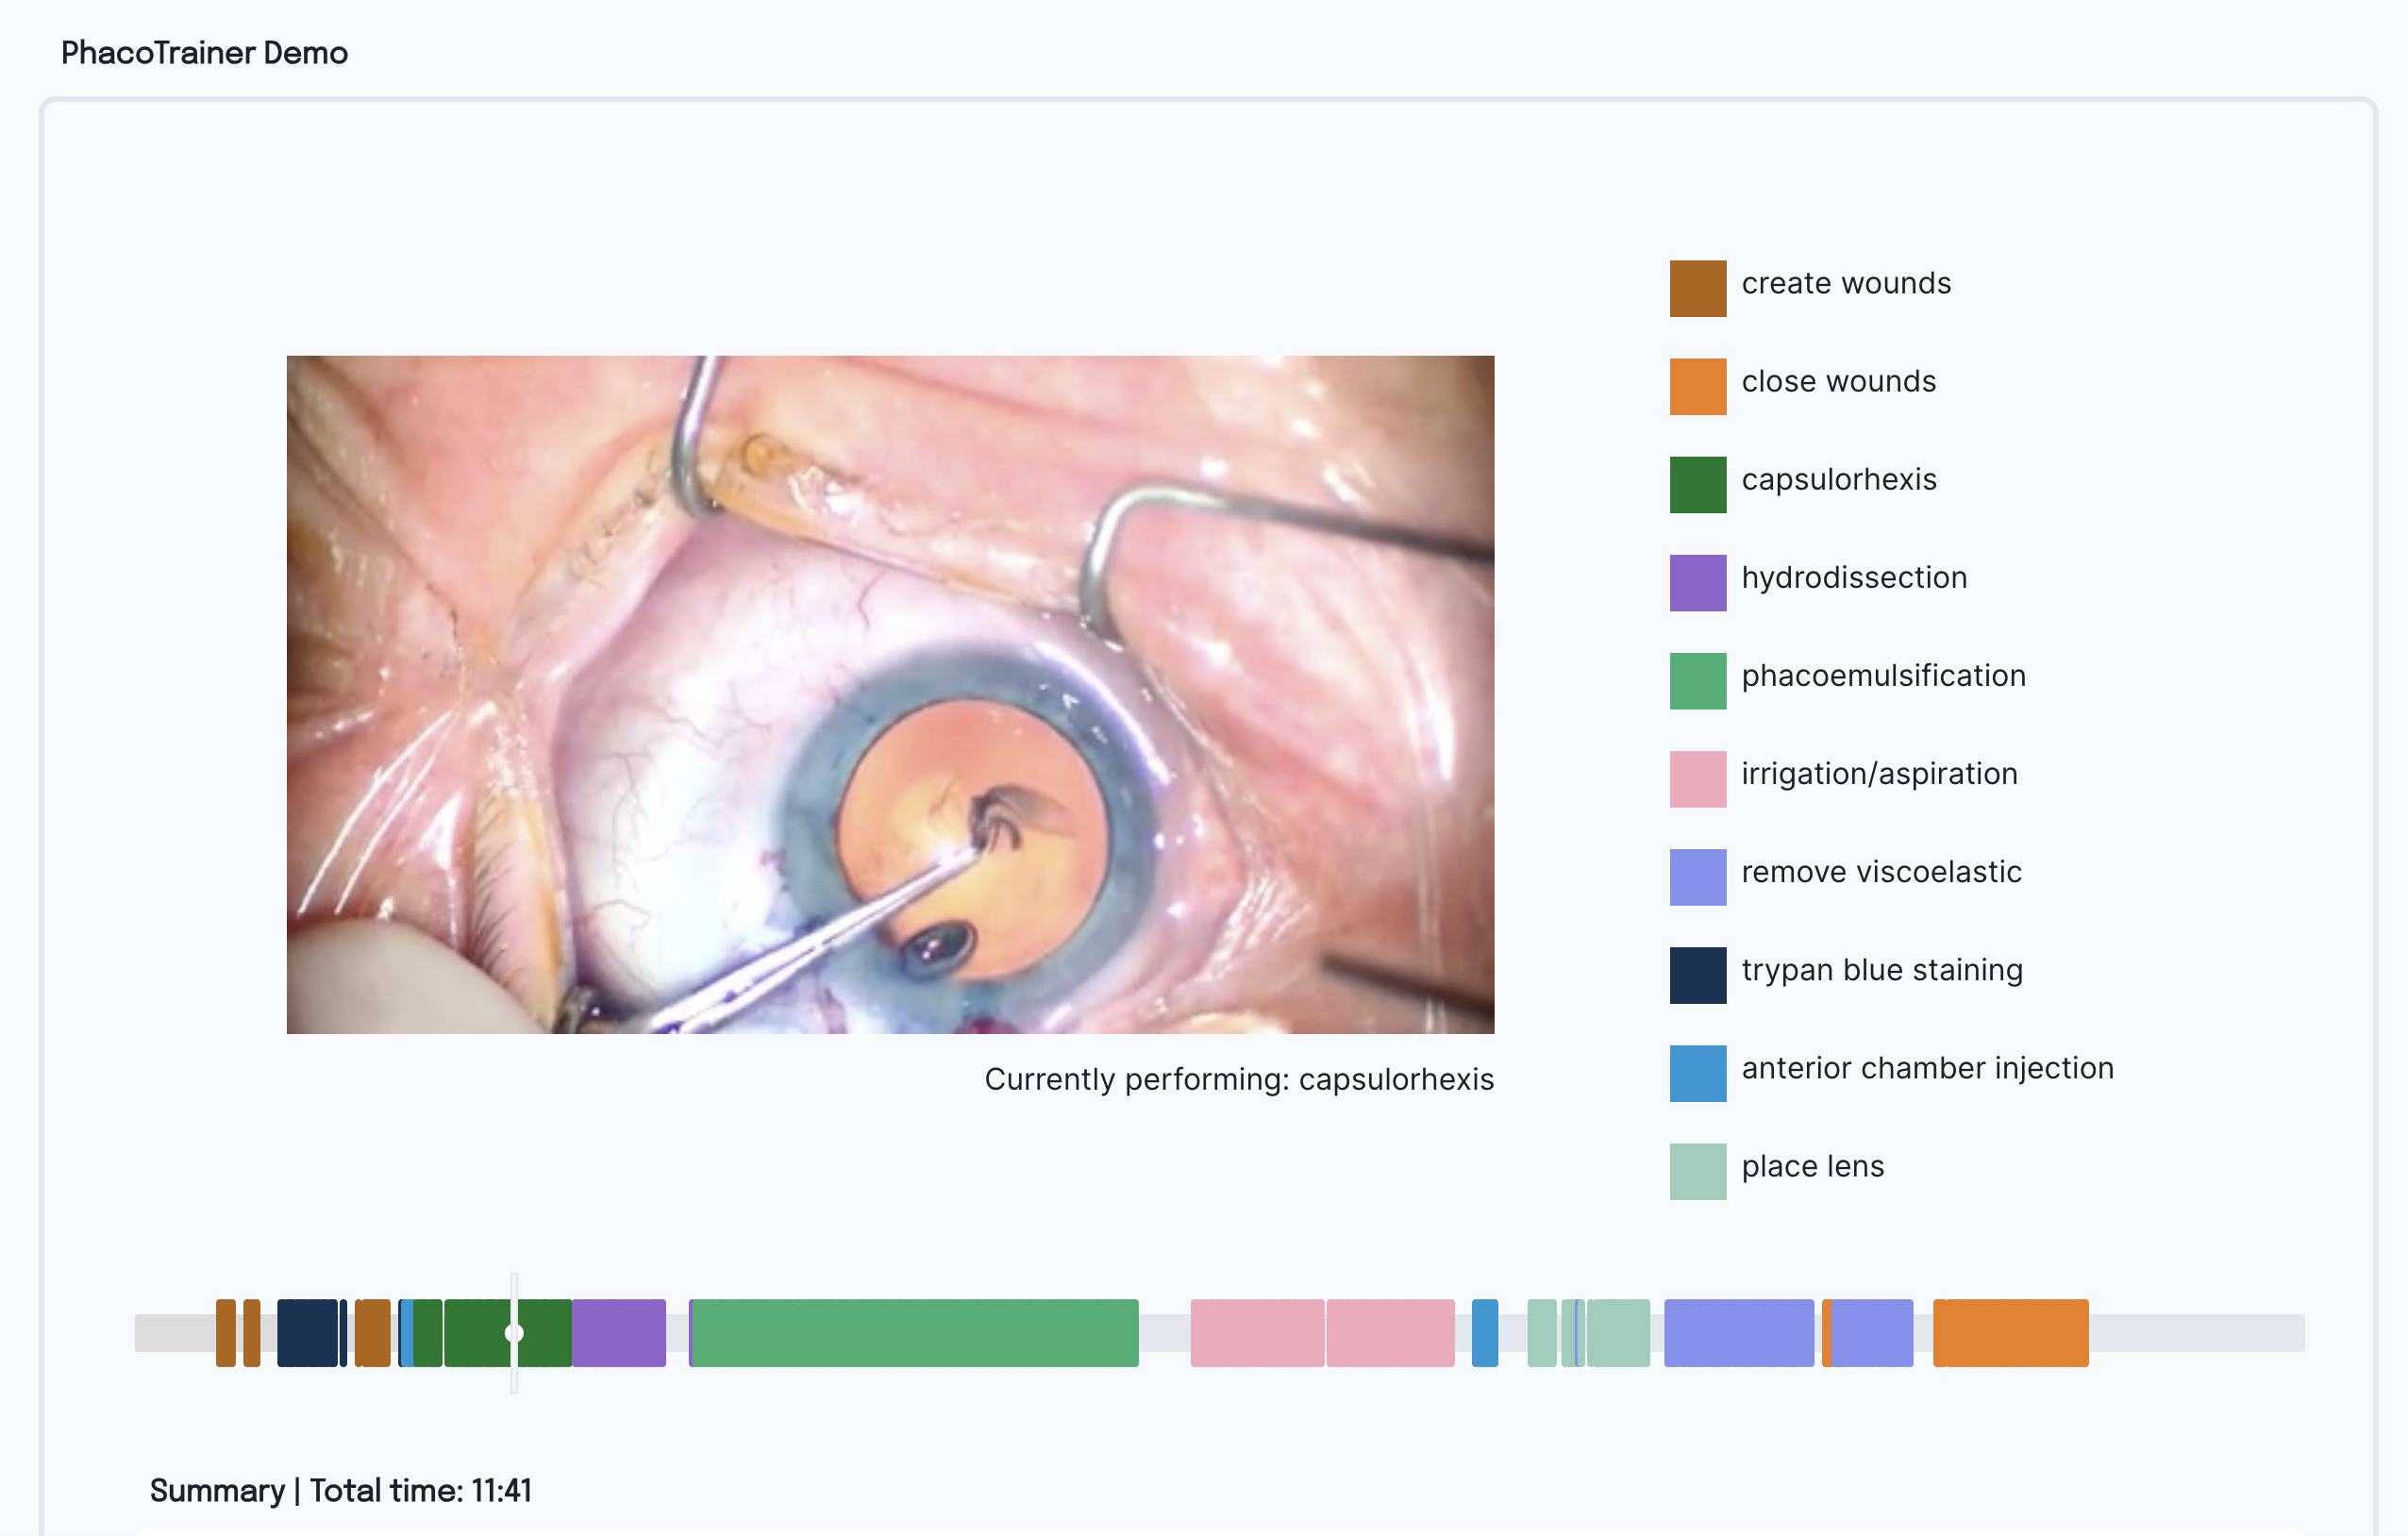 PhacoTrainer Demo
create wounds
close wounds
capsulorhexis
hydrodissection
phacoemulsification
irrigation/aspiration
remove viscoelastic
trypan blue staining
anterior chamber injection
place lens
Currently performing: capsulorhexis
Summary | Total time: 11:41